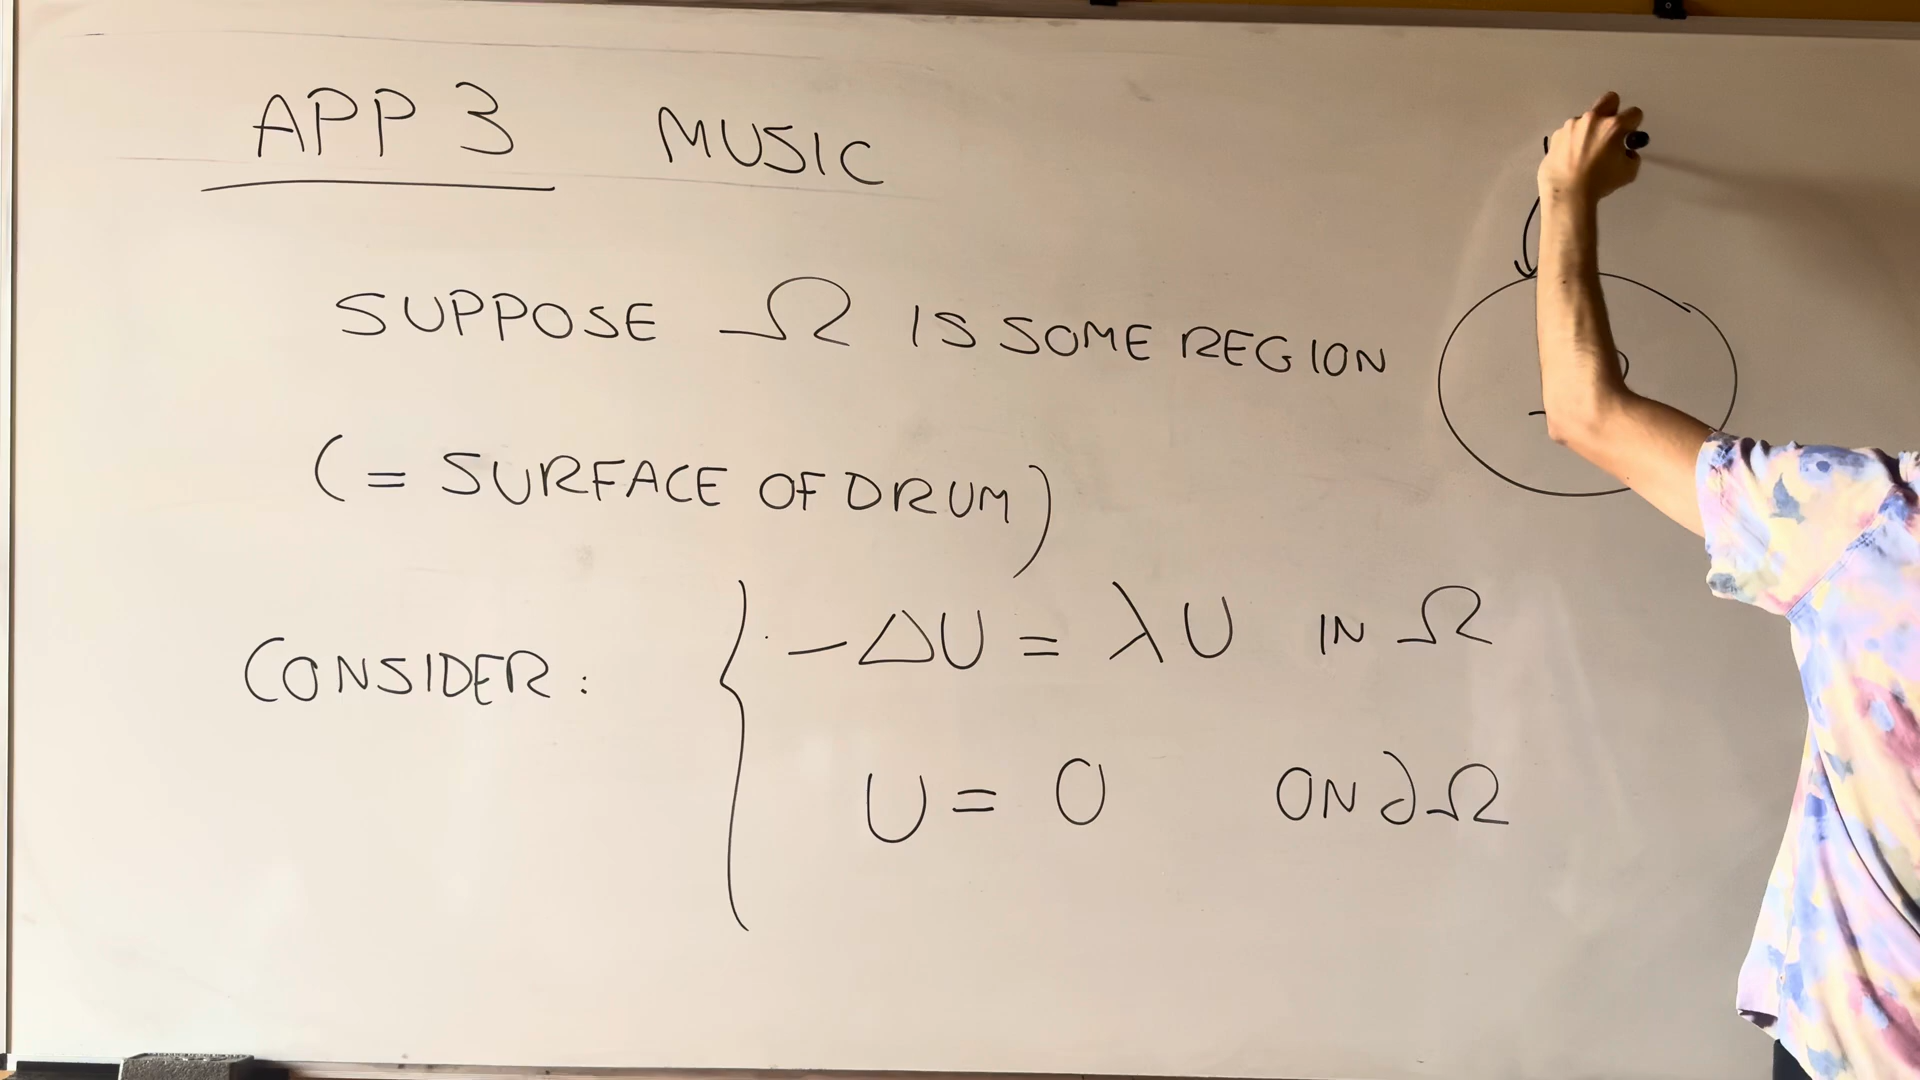 APP 3 MUSIC
SUPPOSE Ω IS SOME REGION
(= SURFACE OF DRUM)
CONSIDER: { -ΔU = λU IN Ω
U = 0 ON ∂Ω